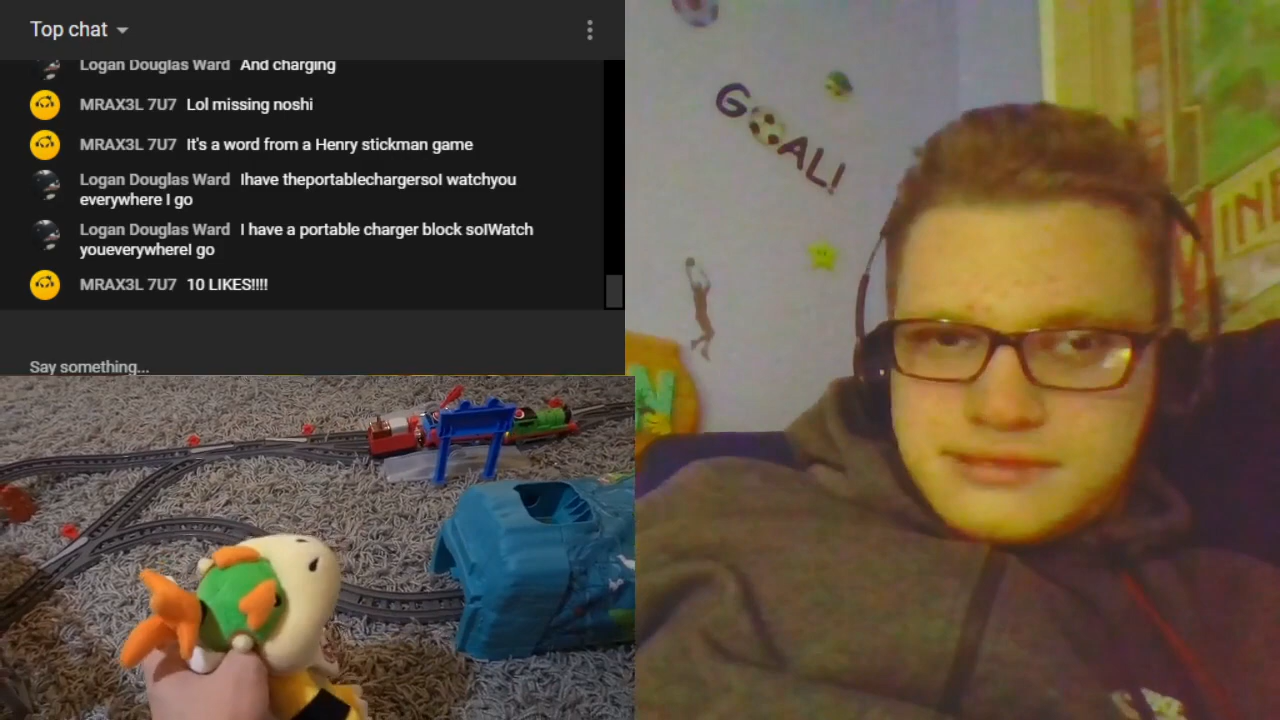 Top chat
Logan Douglas Ward And charging
MRAX3L 7U7 Lol missing noshi
MRAX3L 7U7 It's a word from a Henry stickman game
Logan Douglas Ward Ihave theportablechargersoI watchyou
everywhere I go
Logan Douglas Ward I have a portable charger block soIWatch
youeverywhereI go
MRAX3L 7U7 10 LIKES!!!!
Say something...
GOAL!
INE
N